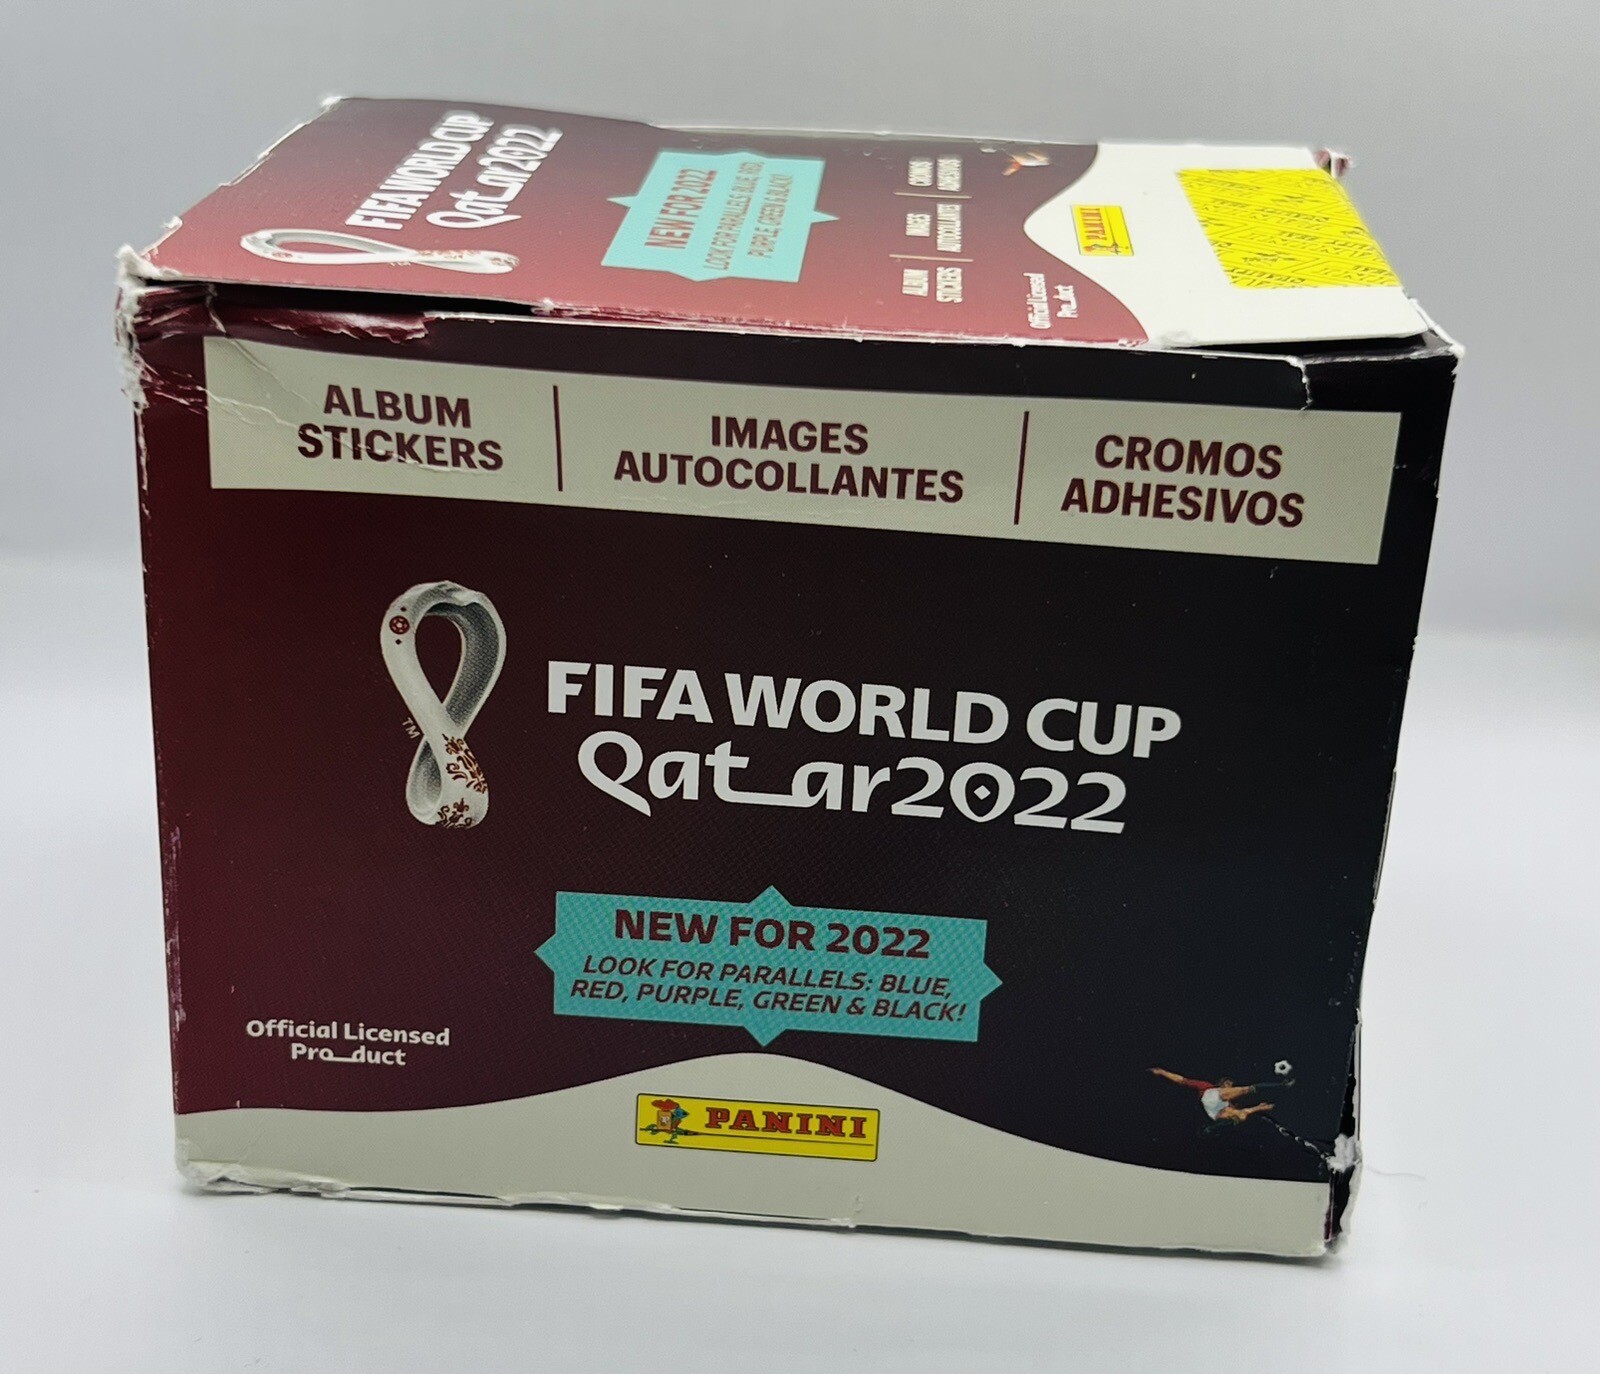 FIFA WORLD CUP
Qatar2022
NEW FOR 2022
LOOK FOR PARALLELS: BLUE, RED,
PURPLE, GREEN & BLACK!
ALBUM
STICKERS
IMAGES
AUTOCOLLANTES
CROMOS
ADHESIVOS
Official Licensed
Product
PANINI
ALBUM
STICKERS
IMAGES
AUTOCOLLANTES
CROMOS
ADHESIVOS
TM
FIFA WORLD CUP
Qatar2022
NEW FOR 2022
LOOK FOR PARALLELS: BLUE,
RED, PURPLE, GREEN & BLACK!
Official Licensed
Product
PANINI